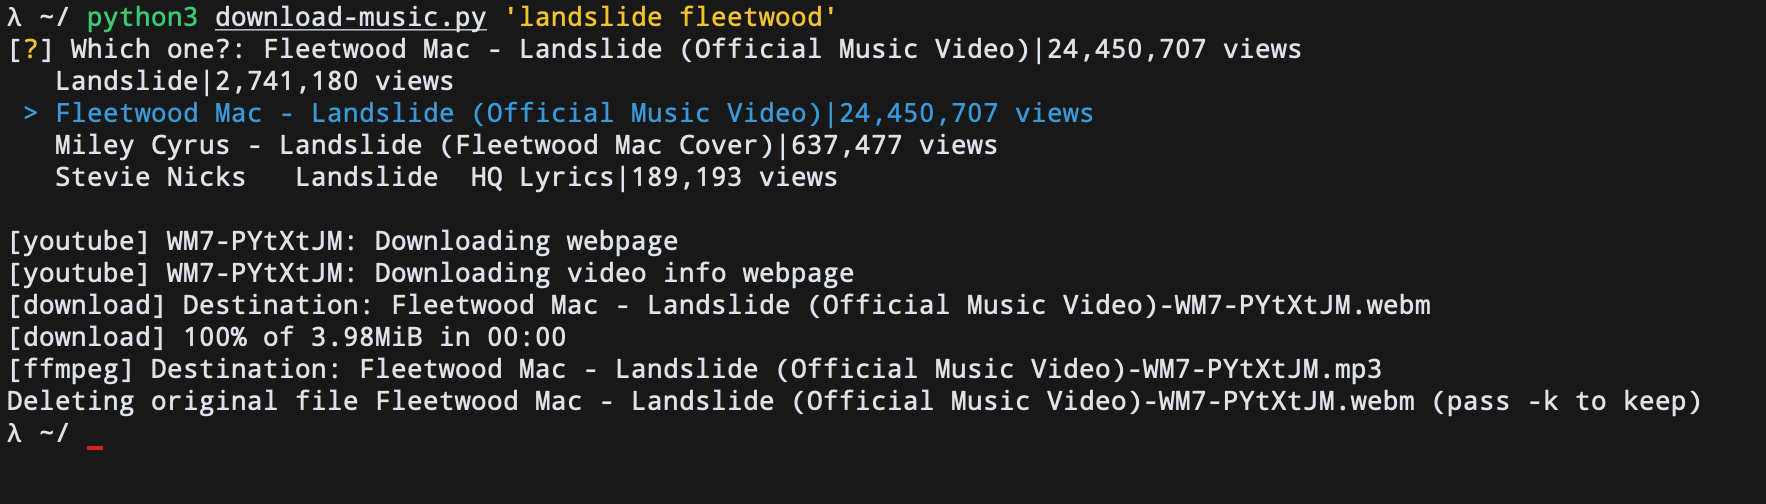 λ ~/ python3 download-music.py 'landslide fleetwood'
[?] Which one?: Fleetwood Mac - Landslide (Official Music Video)|24,450,707 views
   Landslide|2,741,180 views
 > Fleetwood Mac - Landslide (Official Music Video)|24,450,707 views
   Miley Cyrus - Landslide (Fleetwood Mac Cover)|637,477 views
   Stevie Nicks   Landslide  HQ Lyrics|189,193 views

[youtube] WM7-PYtXtJM: Downloading webpage
[youtube] WM7-PYtXtJM: Downloading video info webpage
[download] Destination: Fleetwood Mac - Landslide (Official Music Video)-WM7-PYtXtJM.webm
[download] 100% of 3.98MiB in 00:00
[ffmpeg] Destination: Fleetwood Mac - Landslide (Official Music Video)-WM7-PYtXtJM.mp3
Deleting original file Fleetwood Mac - Landslide (Official Music Video)-WM7-PYtXtJM.webm (pass -k to keep)
λ ~/ _